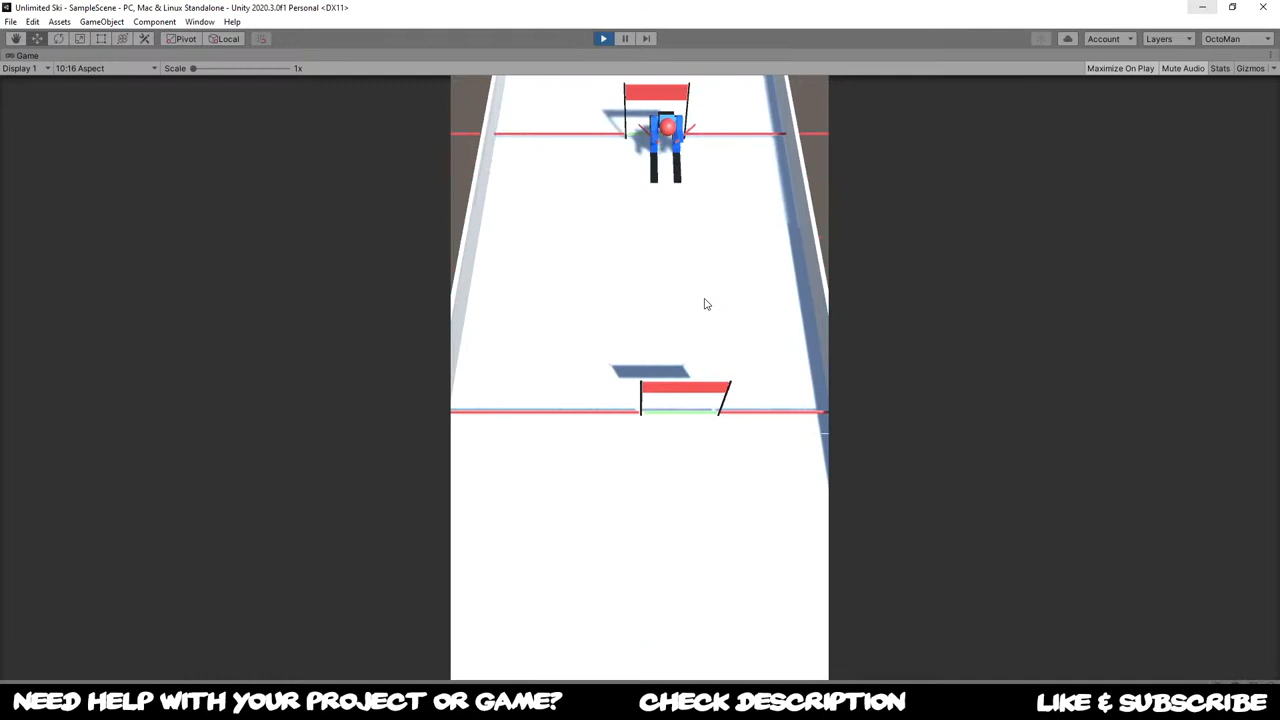 Unlimited Ski - SampleScene - PC, Mac & Linux Standalone - Unity 2020.3.0f1 Personal <DX11>
File Edit Assets GameObject Component Window Help
Pivot Local Account Layers OctoMan
Game
Display 1 10:16 Aspect Scale 1x Maximize On Play Mute Audio Stats Gizmos
NEED HELP WITH YOUR PROJECT OR GAME? CHECK DESCRIPTION LIKE & SUBSCRIBE